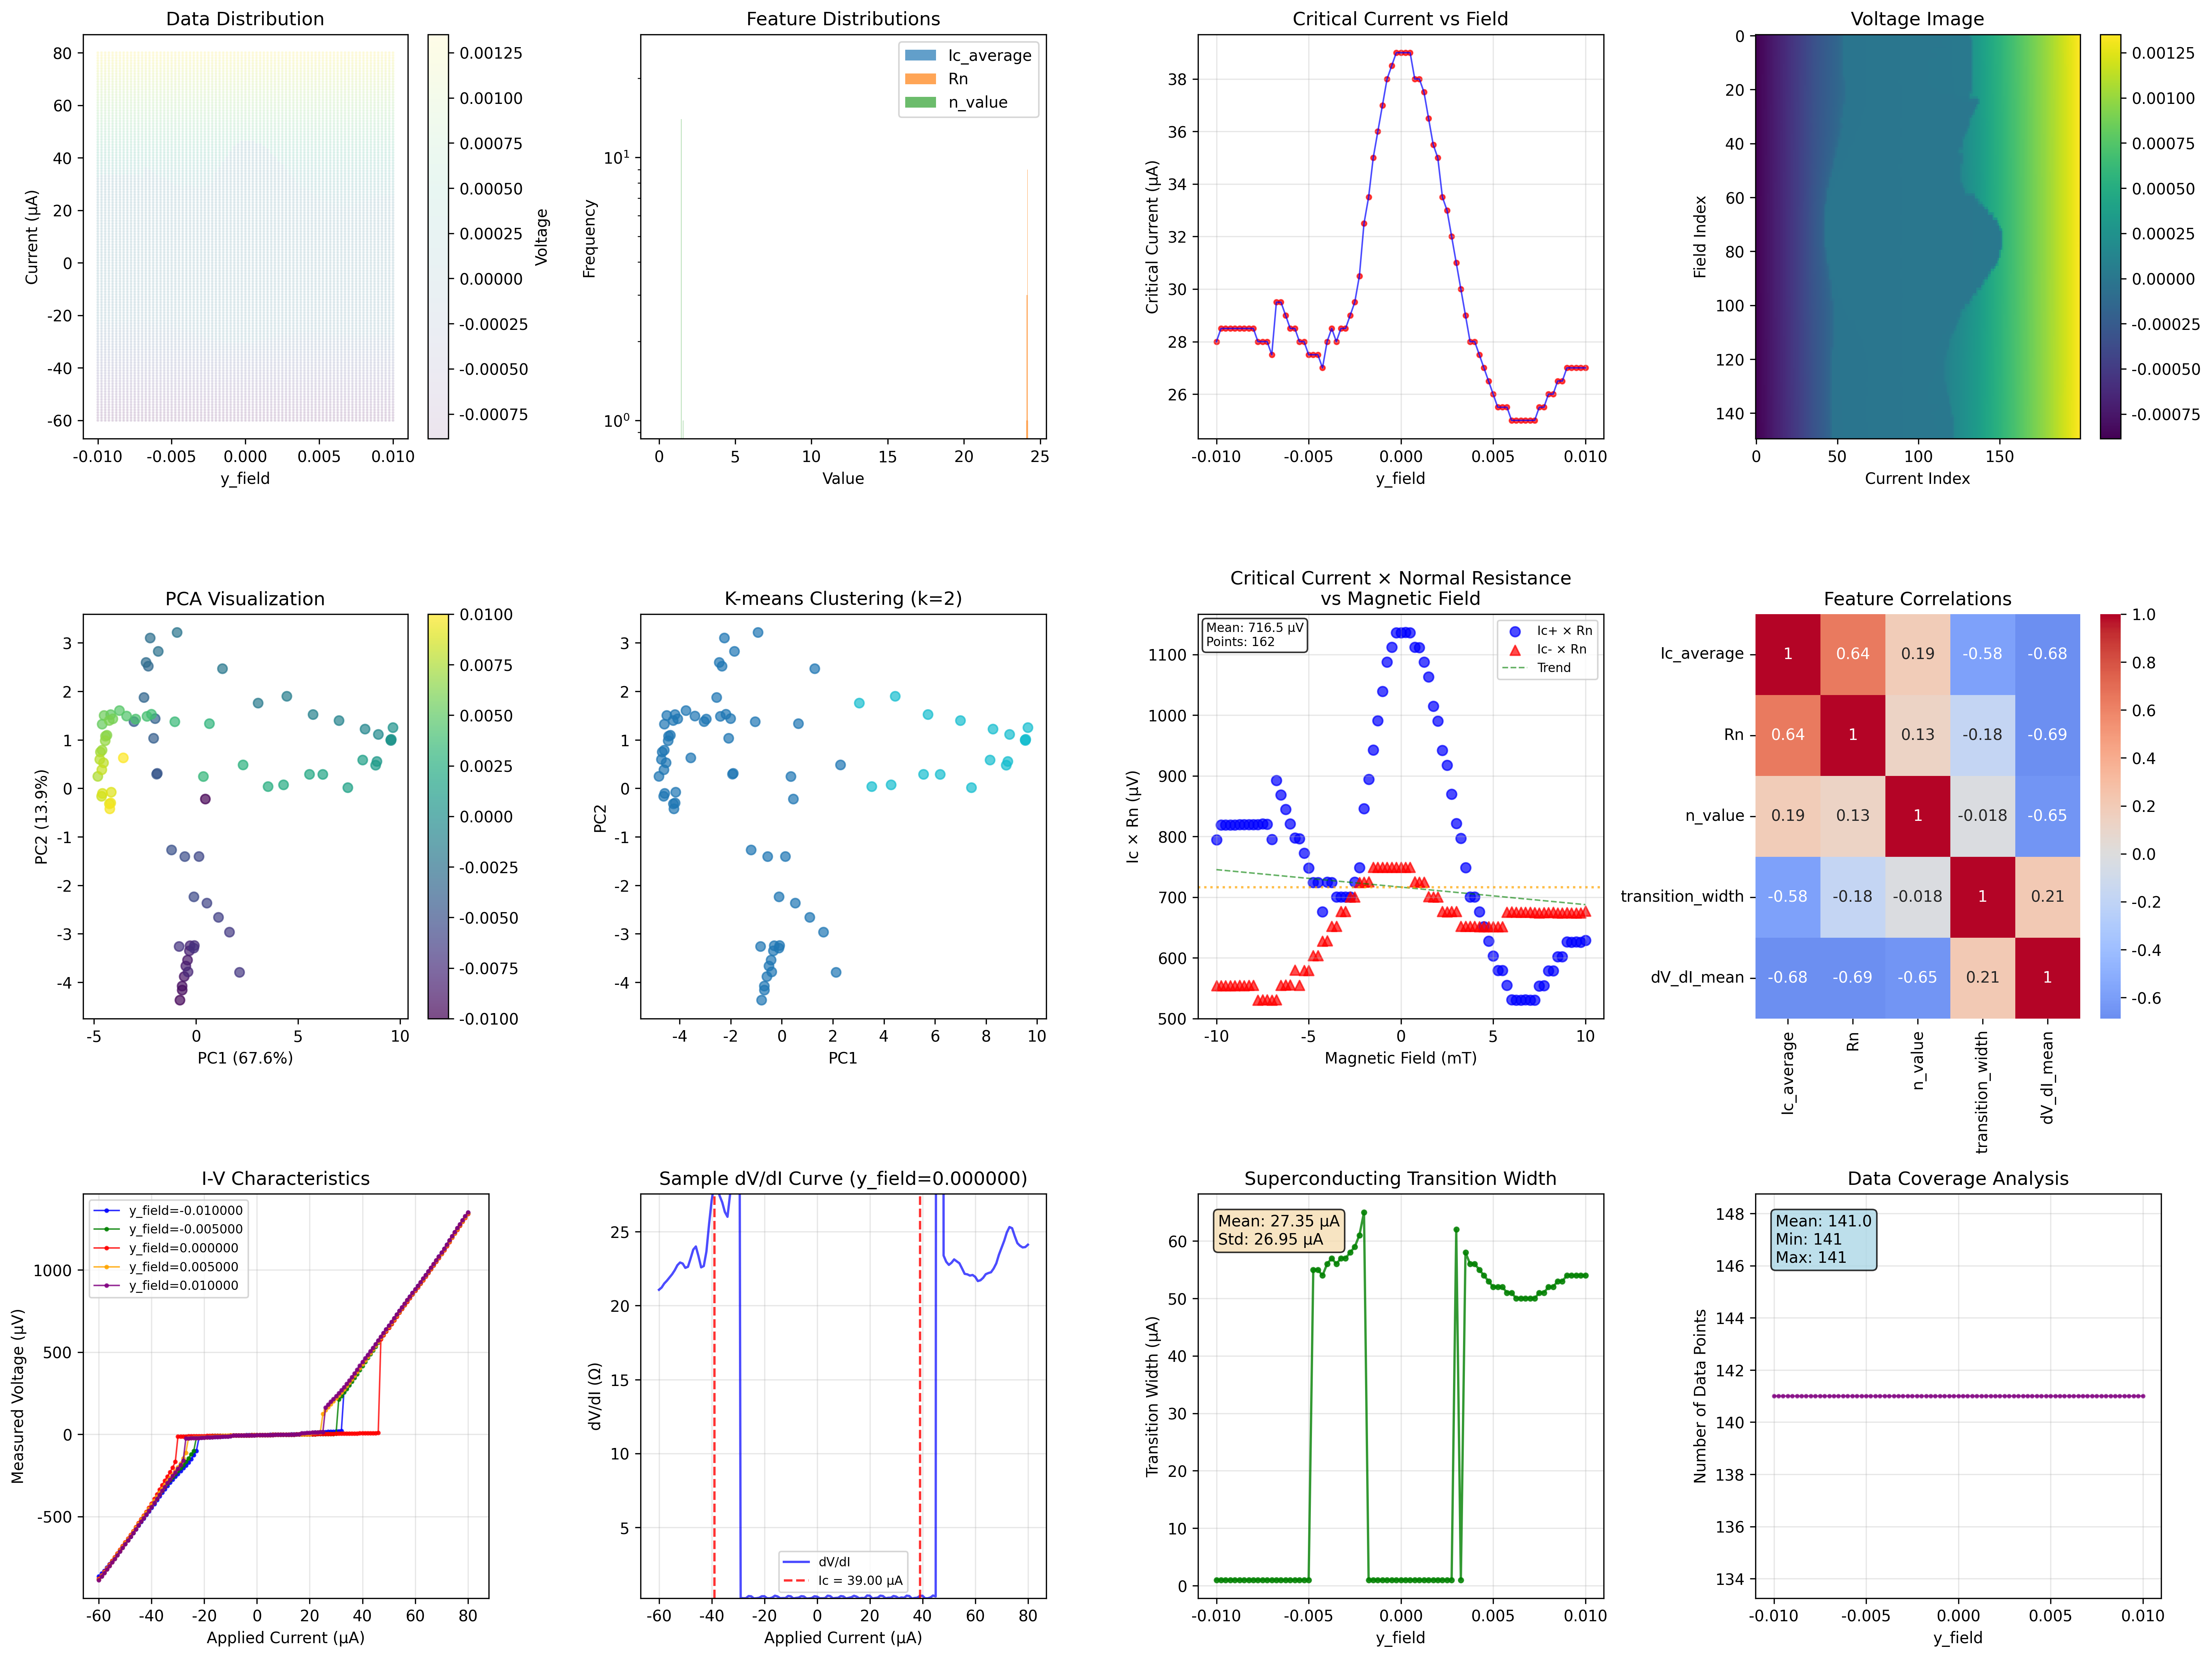 Data Distribution
80
60
40
20
0
-20
-40
-60
-0.010
-0.005
0.000
0.005
0.010
Current (μA)
y_field
0.00125
0.00100
0.00075
0.00050
0.00025
0.00000
-0.00025
-0.00050
-0.00075
Voltage
Feature Distributions
Ic_average
Rn
n_value
10¹
10⁰
0
5
10
15
20
25
Frequency
Value
Critical Current vs Field
38
36
34
32
30
28
26
-0.010
-0.005
0.000
0.005
0.010
Critical Current (μA)
y_field
Voltage Image
0
20
40
60
80
100
120
140
0
50
100
150
Field Index
Current Index
0.00125
0.00100
0.00075
0.00050
0.00025
0.00000
-0.00025
-0.00050
-0.00075
PCA Visualization
3
2
1
0
-1
-2
-3
-4
-5
0
5
10
PC2 (13.9%)
PC1 (67.6%)
0.0100
0.0075
0.0050
0.0025
0.0000
-0.0025
-0.0050
-0.0075
-0.0100
K-means Clustering (k=2)
3
2
1
0
-1
-2
-3
-4
-4
-2
0
2
4
6
8
10
PC2
PC1
Critical Current × Normal Resistance
vs Magnetic Field
Mean: 716.5 μV
Points: 162
Ic+ × Rn
Ic- × Rn
Trend
1100
1000
900
800
700
600
500
-10
-5
0
5
10
Ic × Rn (μV)
Magnetic Field (mT)
Feature Correlations
Ic_average
1 0.64 0.19 -0.58 -0.68
Rn
0.64 1 0.13 -0.18 -0.69
n_value
0.19 0.13 1 -0.018 -0.65
transition_width
-0.58 -0.18 -0.018 1 0.21
dV_dI_mean
-0.68 -0.69 -0.65 0.21 1
Ic_average
Rn
n_value
transition_width
dV_dI_mean
1.0
0.8
0.6
0.4
0.2
0.0
-0.2
-0.4
-0.6
I-V Characteristics
y_field=-0.010000
y_field=-0.005000
y_field=0.000000
y_field=0.005000
y_field=0.010000
1000
500
0
-500
-60
-40
-20
0
20
40
60
80
Measured Voltage (μV)
Applied Current (μA)
Sample dV/dI Curve (y_field=0.000000)
25
20
15
10
5
dV/dI
Ic = 39.00 μA
-60
-40
-20
0
20
40
60
80
dV/dI (Ω)
Applied Current (μA)
Superconducting Transition Width
Mean: 27.35 μA
Std: 26.95 μA
60
50
40
30
20
10
0
-0.010
-0.005
0.000
0.005
0.010
Transition Width (μA)
y_field
Data Coverage Analysis
Mean: 141.0
Min: 141
Max: 141
148
146
144
142
140
138
136
134
-0.010
-0.005
0.000
0.005
0.010
Number of Data Points
y_field